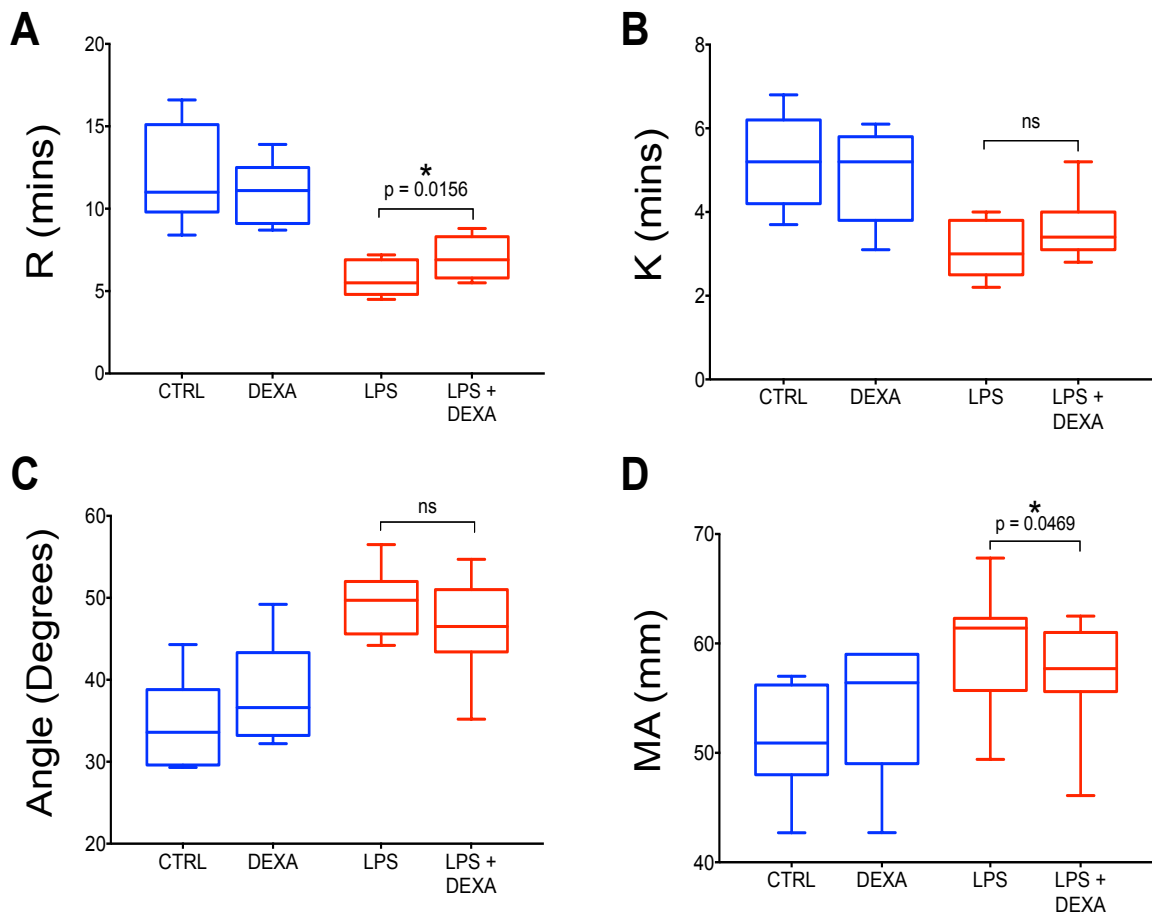 A
R (mins)
20
15
10
5
0
*
p = 0.0156
CTRL
DEXA
LPS
LPS +
DEXA
B
K (mins)
8
6
4
2
0
ns
CTRL
DEXA
LPS
LPS +
DEXA
C
Angle (Degrees)
60
50
40
30
20
ns
CTRL
DEXA
LPS
LPS +
DEXA
D
MA (mm)
70
60
50
40
*
p = 0.0469
CTRL
DEXA
LPS
LPS +
DEXA